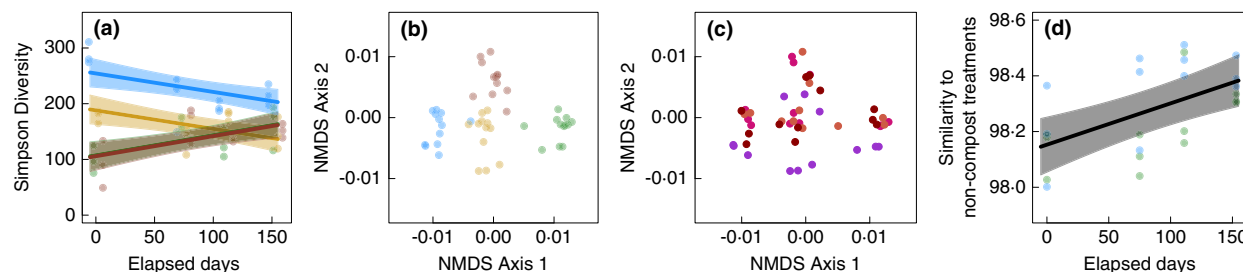 (a)
Simpson Diversity
300
200
100
0
0
50
100
150
Elapsed days
(b)
NMDS Axis 2
0·01
0·00
-0·01
-0·01
0·00
0·01
NMDS Axis 1
(c)
NMDS Axis 2
0·01
0·00
-0·01
-0·01
0·00
0·01
NMDS Axis 1
(d)
Similarity to
non-compost treatments
98·6
98·4
98·2
98·0
0
50
100
150
Elapsed days